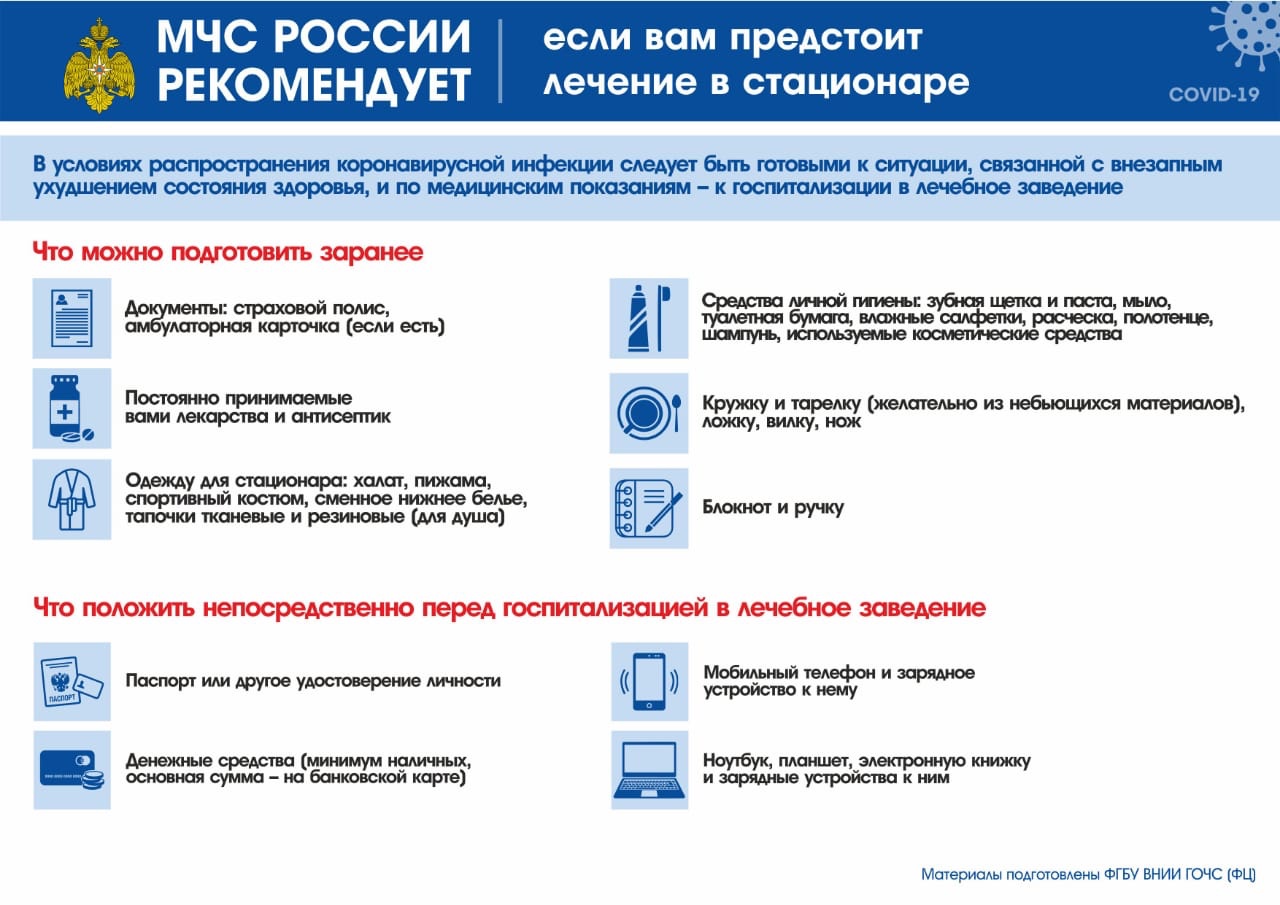 МЧС РОССИИ
РЕКОМЕНДУЕТ
если вам предстоит
лечение в стационаре
COVID-19
В условиях распространения коронавирусной инфекции следует быть готовыми к ситуации, связанной с внезапным
ухудшением состояния здоровья, и по медицинским показаниям – к госпитализации в лечебное заведение
Что можно подготовить заранее
Документы: страховой полис,
амбулаторная карточка (если есть)
Постоянно принимаемые
вами лекарства и антисептик
Одежду для стационара: халат, пижама,
спортивный костюм, сменное нижнее белье,
тапочки тканевые и резиновые (для душа)
Средства личной гигиены: зубная щетка и паста, мыло,
туалетная бумага, влажные салфетки, расческа, полотенце,
шампунь, используемые косметические средства
Кружку и тарелку (желательно из небьющихся материалов),
ложку, вилку, нож
Блокнот и ручку
Что положить непосредственно перед госпитализацией в лечебное заведение
ПАСПОРТ
Паспорт или другое удостоверение личности
Денежные средства (минимум наличных,
основная сумма – на банковской карте)
Мобильный телефон и зарядное
устройство к нему
Ноутбук, планшет, электронную книжку
и зарядные устройства к ним
Материалы подготовлены ФГБУ ВНИИ ГОЧС (ФЦ)